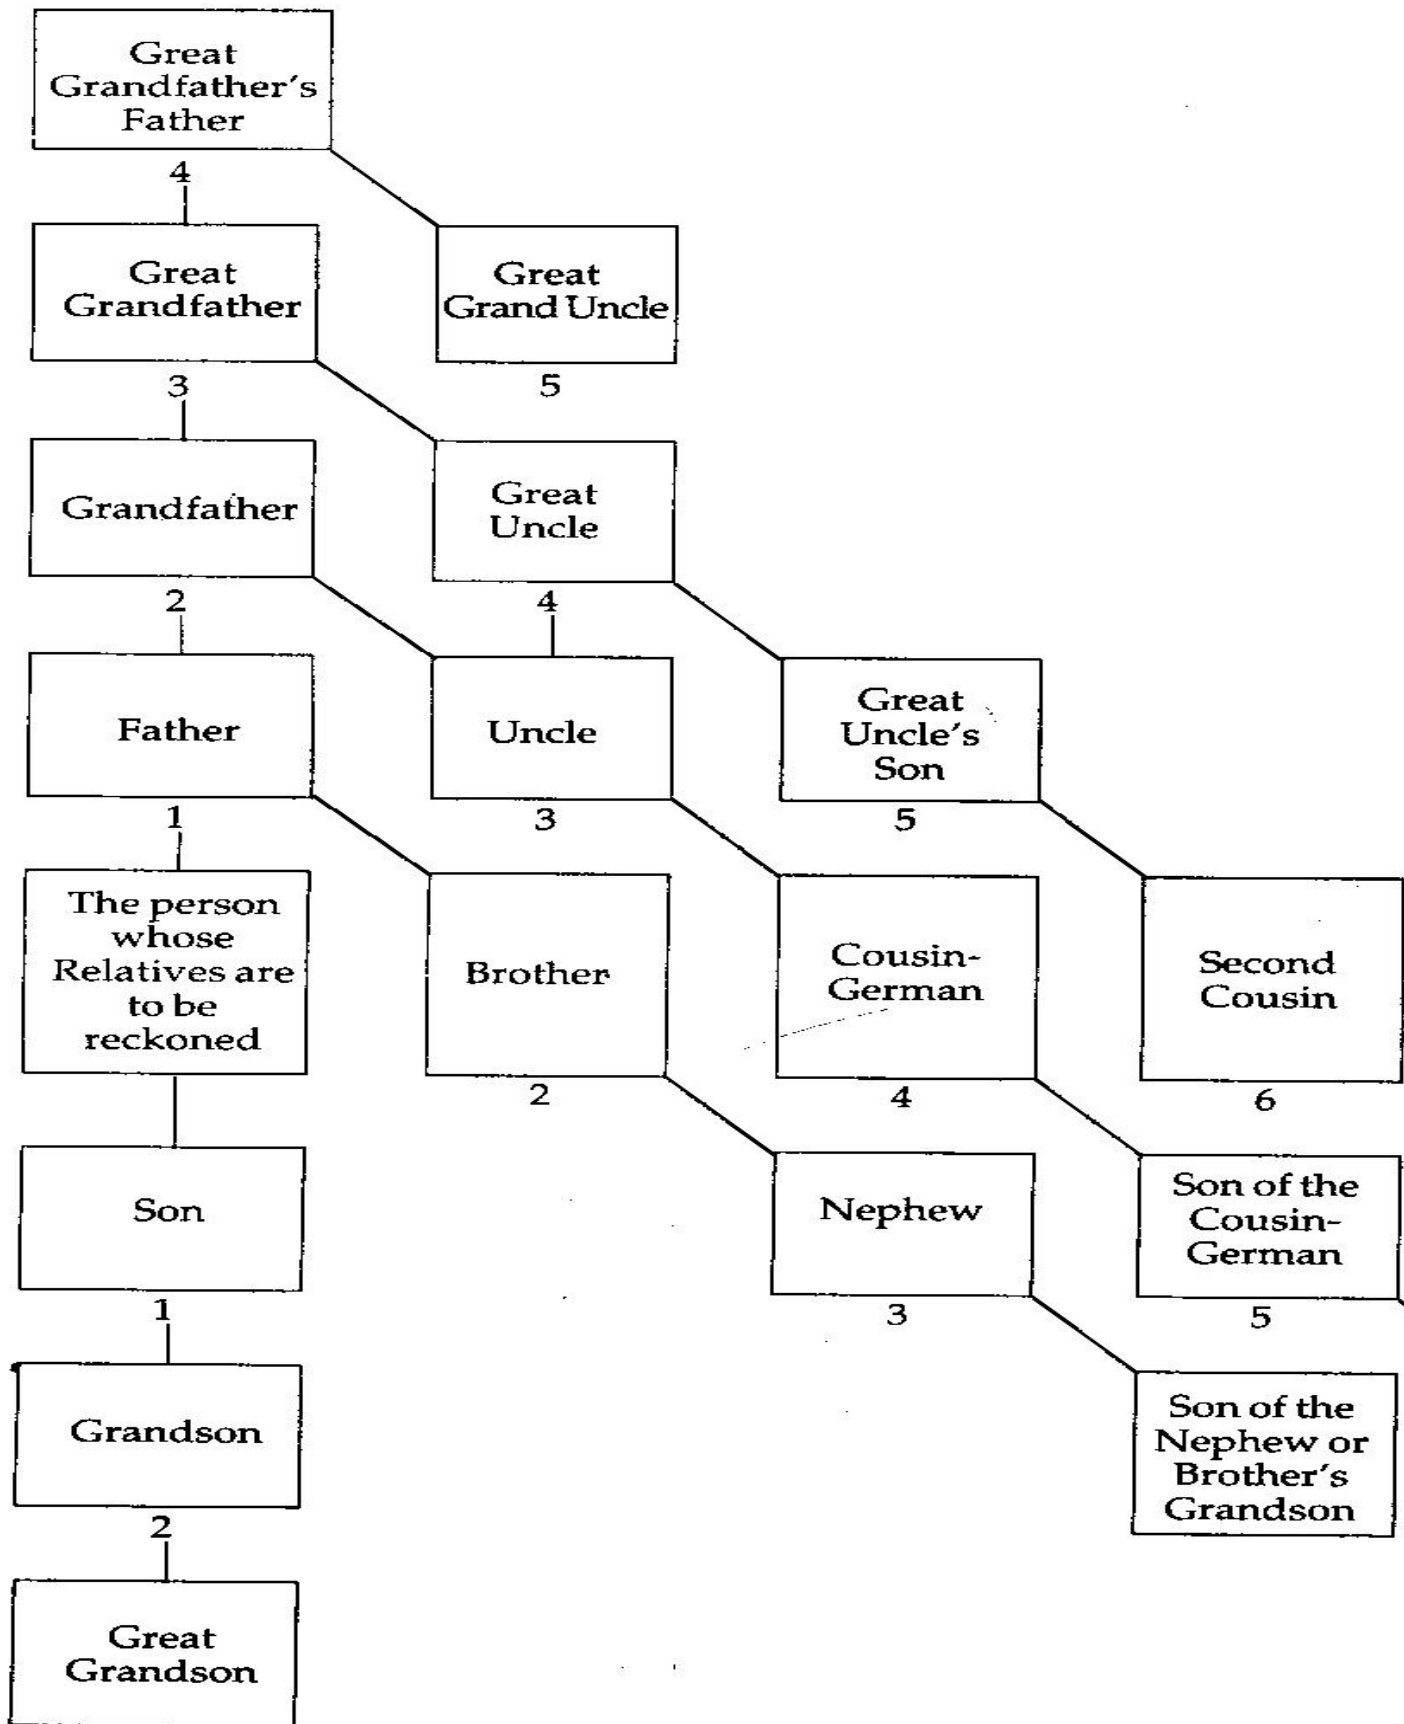 Great
Grandfather's
Father
4
Great
Grandfather
Great
Grand Uncle
3
5
Grandfather
Great
Uncle
2
4
Father
Uncle
Great
Uncle's
Son
1
3
5
The person
whose
Relatives are
to be
reckoned
Brother
Cousin-
German
Second
Cousin
2
4
6
Son
Nephew
Son of the
Cousin-
German
1
3
5
Grandson
Son of the
Nephew or
Brother's
Grandson
2
Great
Grandson